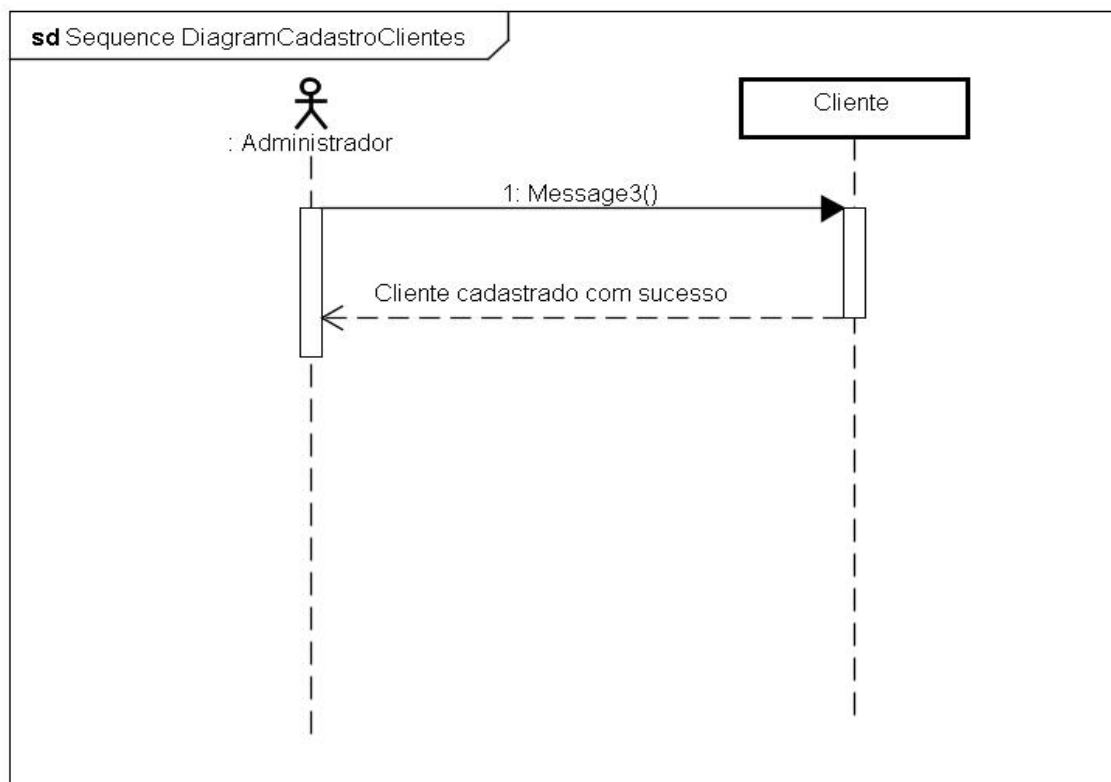 sd Sequence DiagramCadastroClientes
: Administrador
Cliente
1: Message3()
Cliente cadastrado com sucesso